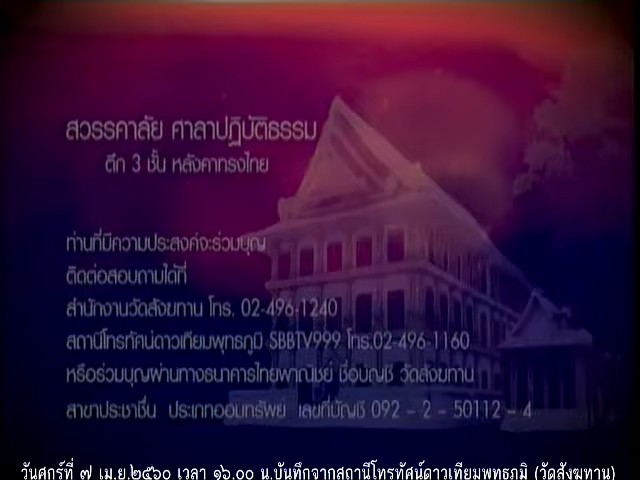 สวรรคาลัย ศาลาปฏิบัติธรรม
ตึก 3 ชั้น หลังคาทรงไทย
ท่านที่มีความประสงค์จะร่วมบุญ
ติดต่อสอบถามได้ที่
สำนักงานวัดสังฆทาน โทร. 02-496-1240
สถานีโทรทัศน์ดาวเทียมพุทธภูมิ SBBTV999 โทร.02-496-1160
หรือร่วมบุญผ่านทางธนาคารไทยพาณิชย์ ชื่อบัญชี วัดสังฆทาน
สาขาประชาชื่น ประเภทออมทรัพย์ เลขที่บัญชี 092 - 2 - 50112 - 4
วันศุกร์ที่ ๗ เม.ย.๒๕๖๐ เวลา ๑๖.๐๐ น.บันทึกจากสถานีโทรทัศน์ดาวเทียมพุทธภูมิ (วัดสังฆทาน)